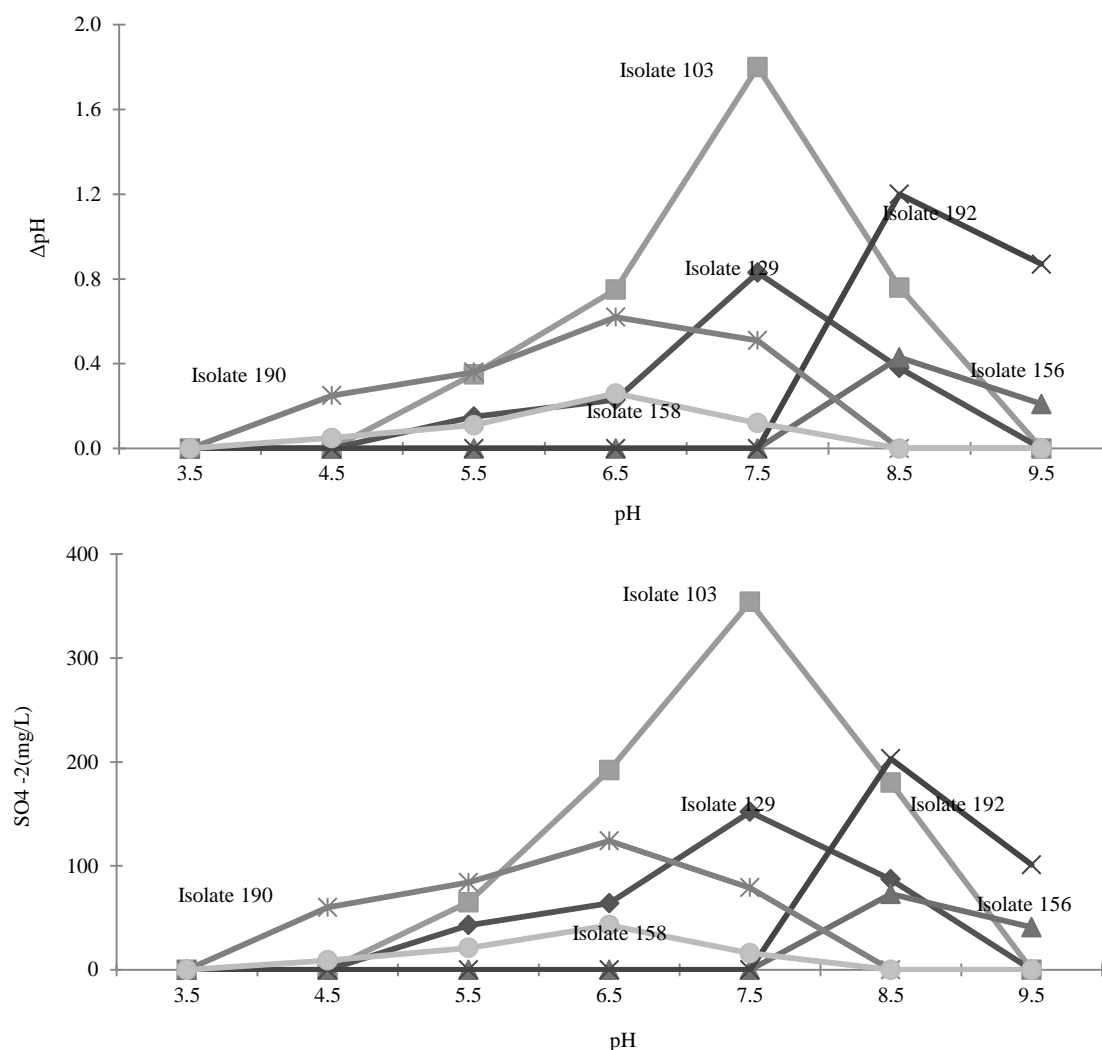 2.0
Isolate 103
1.6
1.2
Isolate 192
ΔpH
Isolate 129
0.8
0.4
Isolate 190
Isolate 156
Isolate 158
0.0
3.5 4.5 5.5 6.5 7.5 8.5 9.5
pH
400
Isolate 103
300
SO4 -2(mg/L)
200
Isolate 129 Isolate 192
100
Isolate 190
Isolate 156
Isolate 158
0
3.5 4.5 5.5 6.5 7.5 8.5 9.5
pH